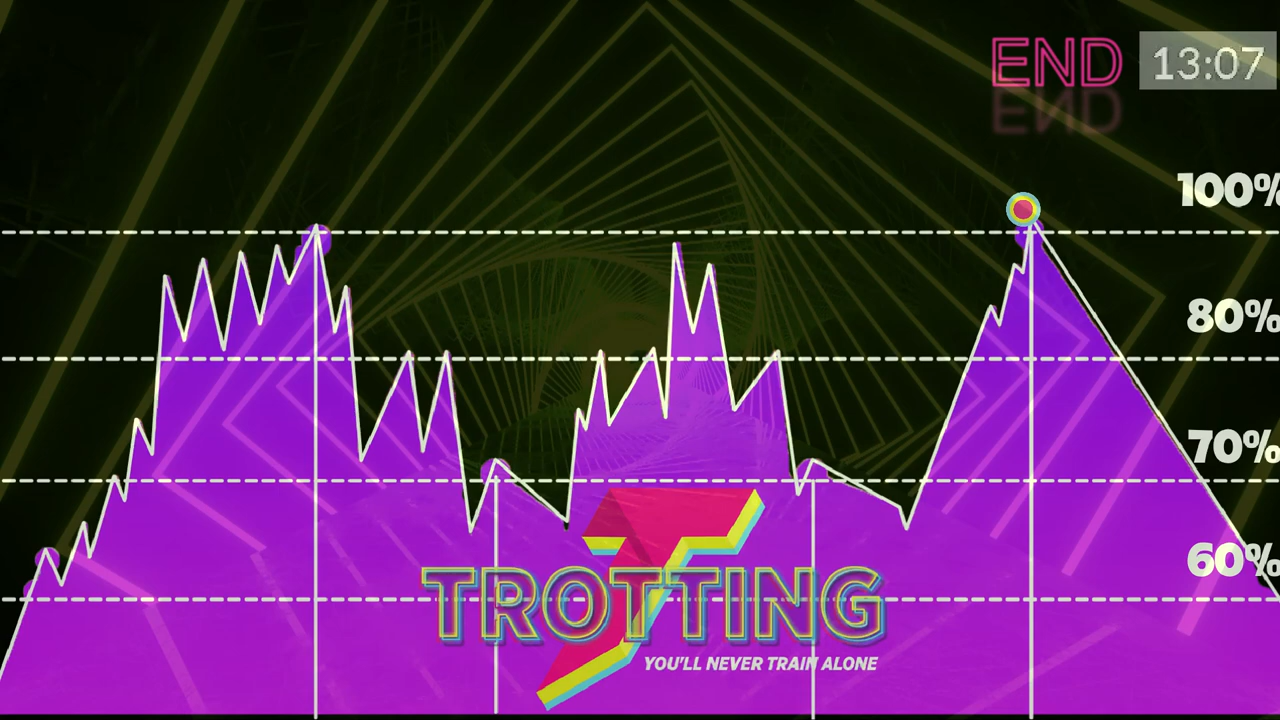 END 13:07
100%
80%
70%
60%
TROTTING
YOU'LL NEVER TRAIN ALONE